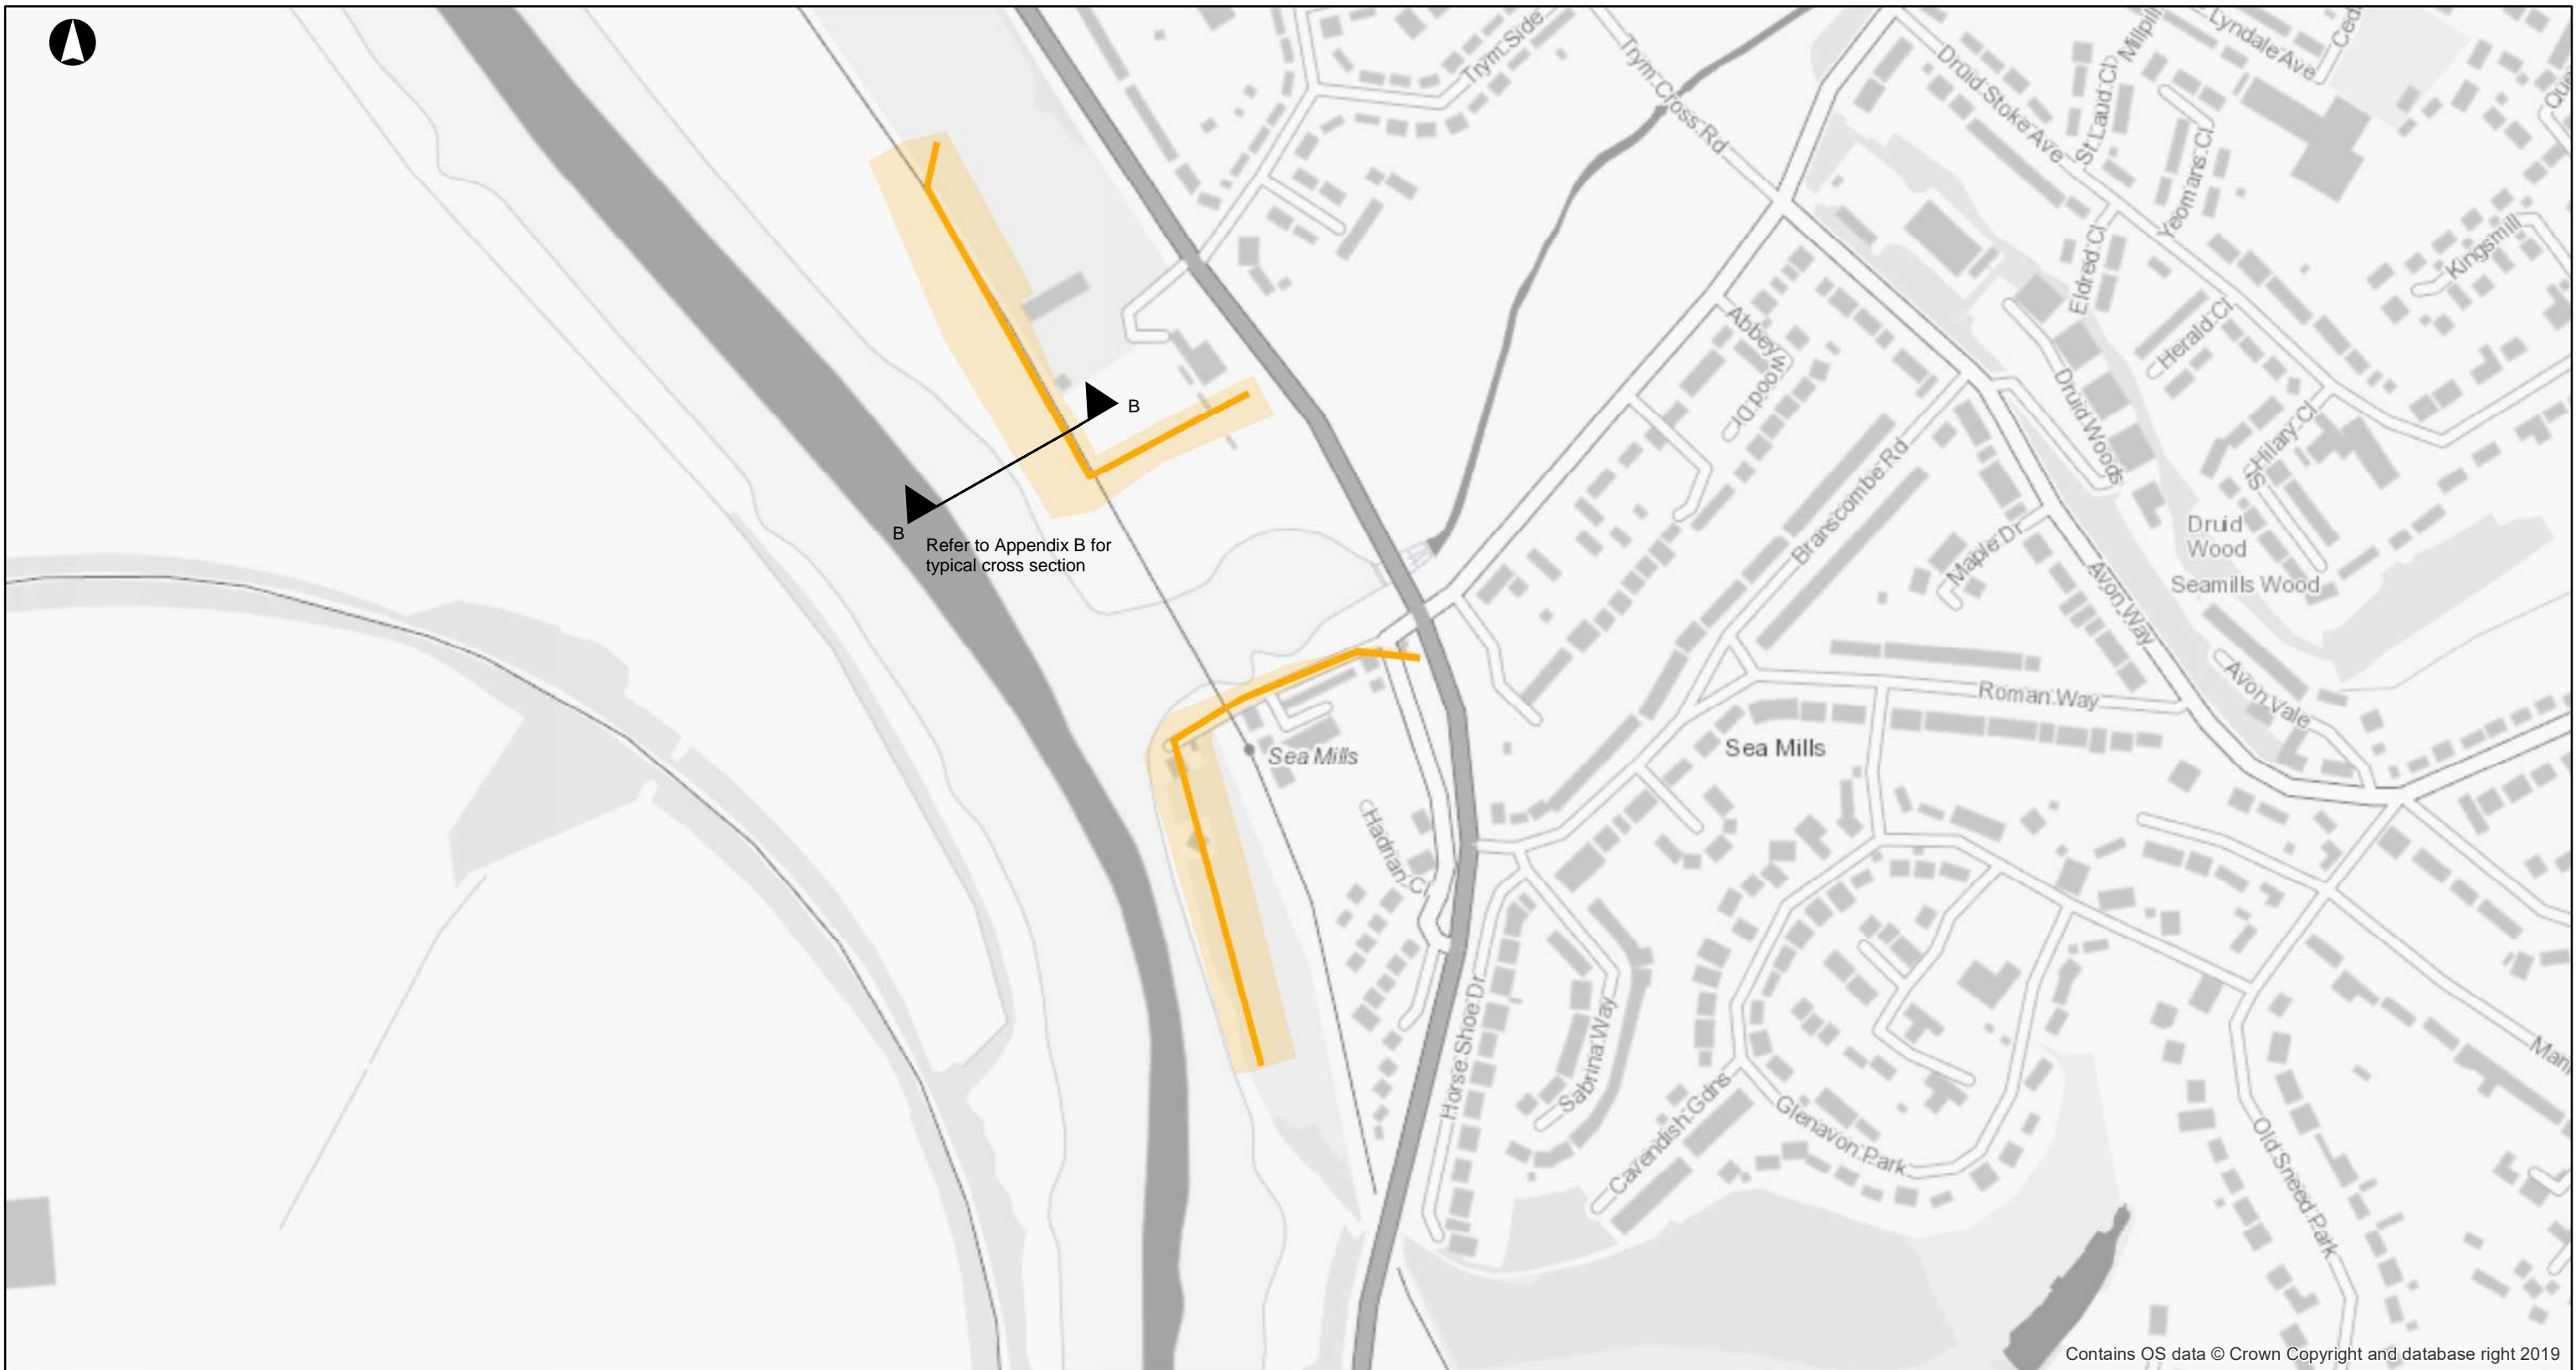 Trym Side
Trym Cross Rd
Lyndale Ave
Druid Stoke Ave
St Laud Cl
Yeomans Cl
Kingsmill
Eldred Cl
Herald Cl
Abbey
Wood Dr
Druid Woods
St Hillary Cl
B
B
Refer to Appendix B for
typical cross section
Branscombe Rd
Maple Dr
Avon Way
Druid
Wood
Seamills Wood
Avon Vale
Roman Way
Sea Mills
Sea Mills
Hadrian Cl
Horse Shoe Dr
Sabrina Way
Cavendish Gdns
Glenavon Park
Old Sneed Park
Contains OS data © Crown Copyright and database right 2019